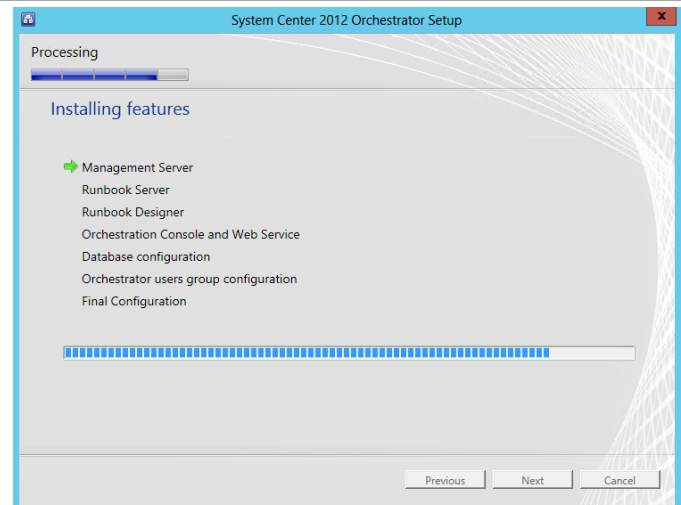 System Center 2012 Orchestrator Setup
x
Processing
Installing features
Management Server
Runbook Server
Runbook Designer
Orchestration Console and Web Service
Database configuration
Orchestrator users group configuration
Final Configuration
Previous Next Cancel